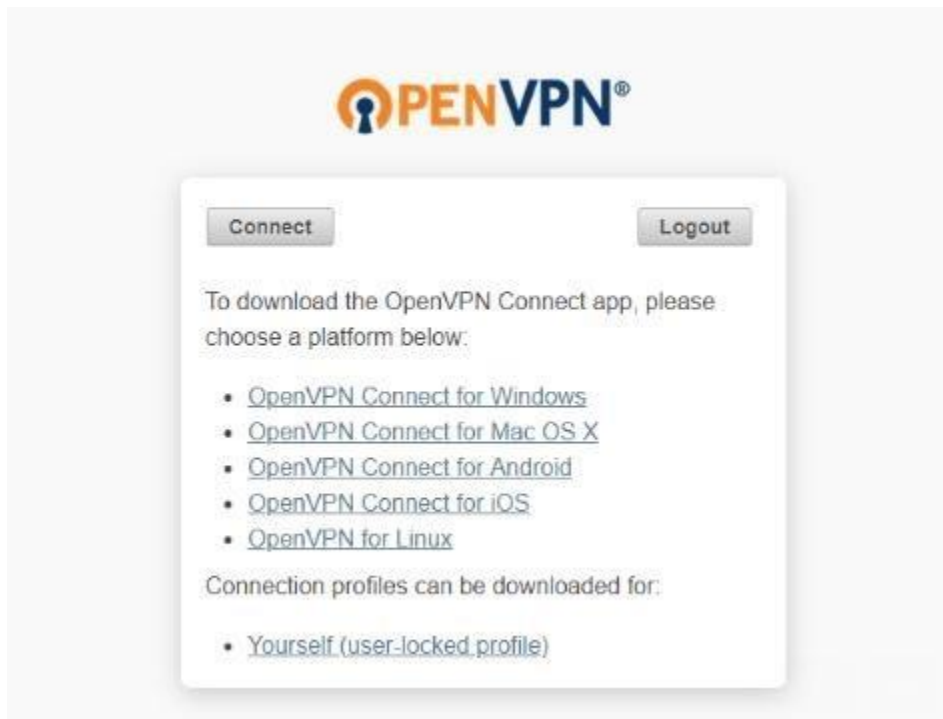 OPENVPN®
Connect
Logout
To download the OpenVPN Connect app, please
choose a platform below:
• OpenVPN Connect for Windows
• OpenVPN Connect for Mac OS X
• OpenVPN Connect for Android
• OpenVPN Connect for iOS
• OpenVPN for Linux
Connection profiles can be downloaded for:
• Yourself (user-locked profile)